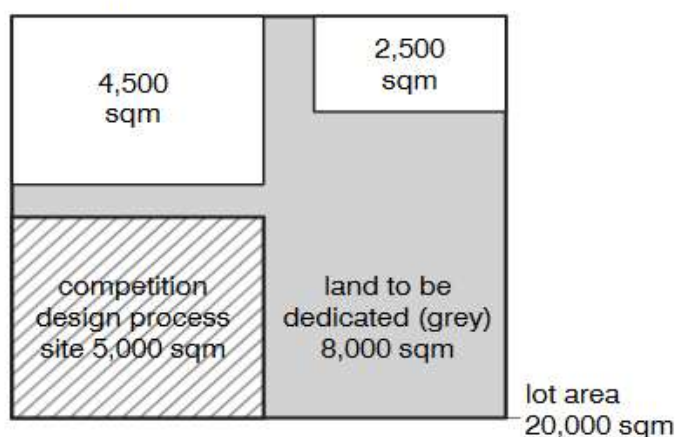 4,500
sqm
2,500
sqm
competition
design process
site 5,000 sqm
land to be
dedicated (grey)
8,000 sqm
lot area
20,000 sqm